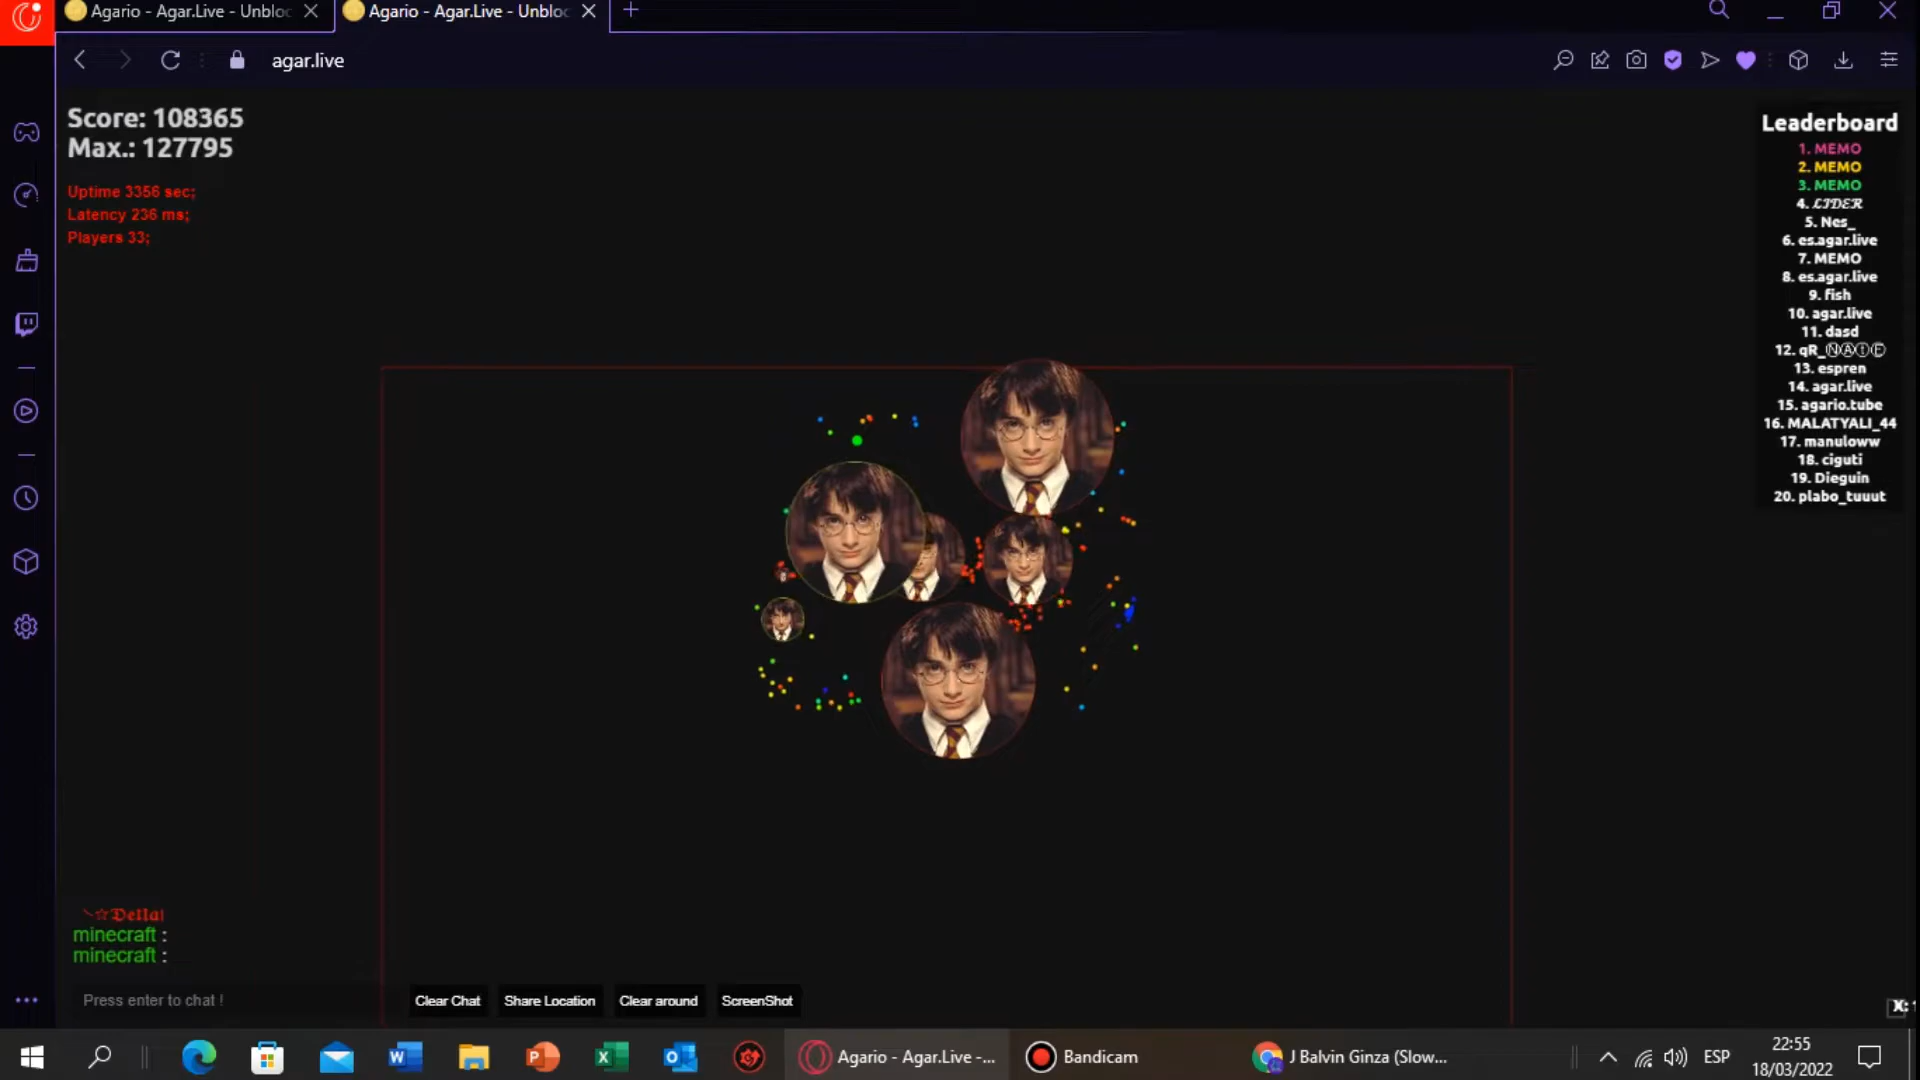 Agario - Agar.Live - Unbloc
Agario - Agar.Live - Unbloc
agar.live
Score: 108365
Max.: 127795
Uptime 3356 sec;
Latency 236 ms;
Players 33;
Leaderboard
1. MEMO
2. MEMO
3. MEMO
4. 𝓛𝓘𝓓𝓔𝓡
5. Nes_
6. es.agar.live
7. MEMO
8. es.agar.live
9. fish
10. agar.live
11. dasd
12. qR_ⓃⒶⓉⒺ
13. espren
14. agar.live
15. agario.tube
16. MALATYALI_44
17. manuloww
18. ciguti
19. Dieguin
20. plabo_tuuut
minecraft :
minecraft :
Press enter to chat !
Clear Chat
Share Location
Clear around
ScreenShot
X:
Agario - Agar.Live -...
Bandicam
J Balvin Ginza (Slow...
ESP
22:55
18/03/2022